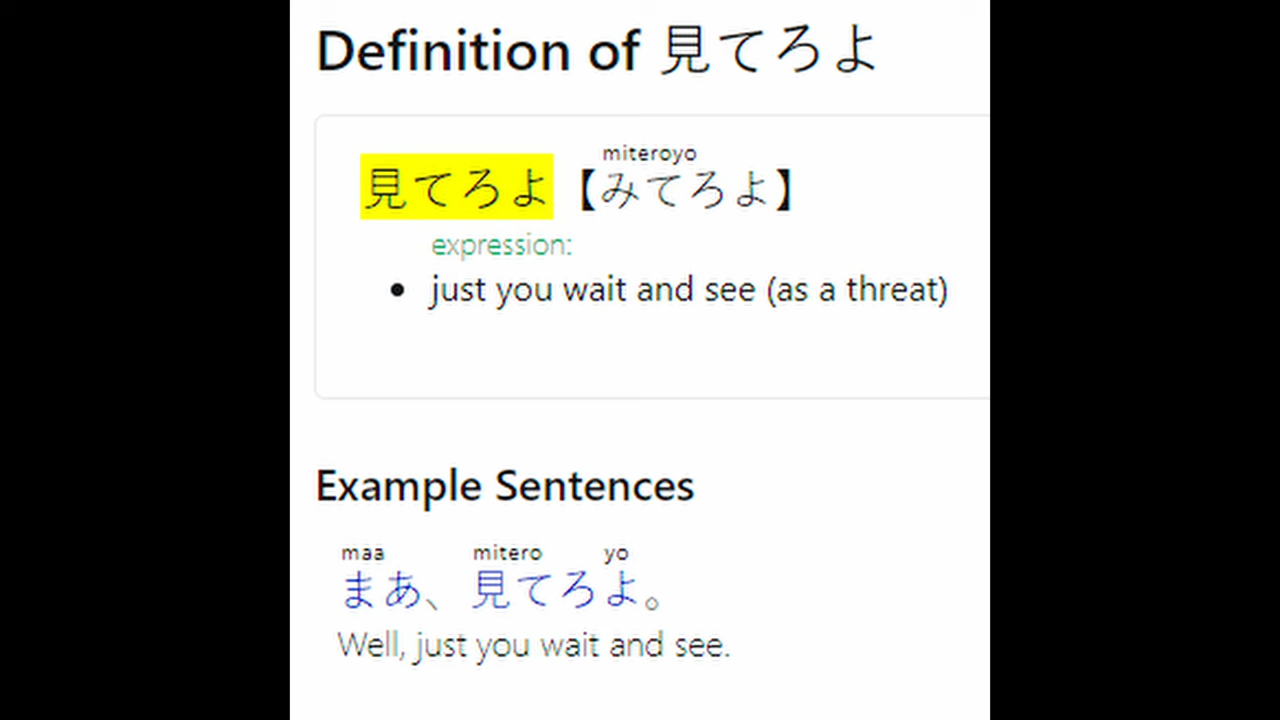 Definition of 見てろよ
miteroyo
見てろよ【みてろよ】
expression:
• just you wait and see (as a threat)
Example Sentences
maa mitero yo
まあ、見てろよ。
Well, just you wait and see.